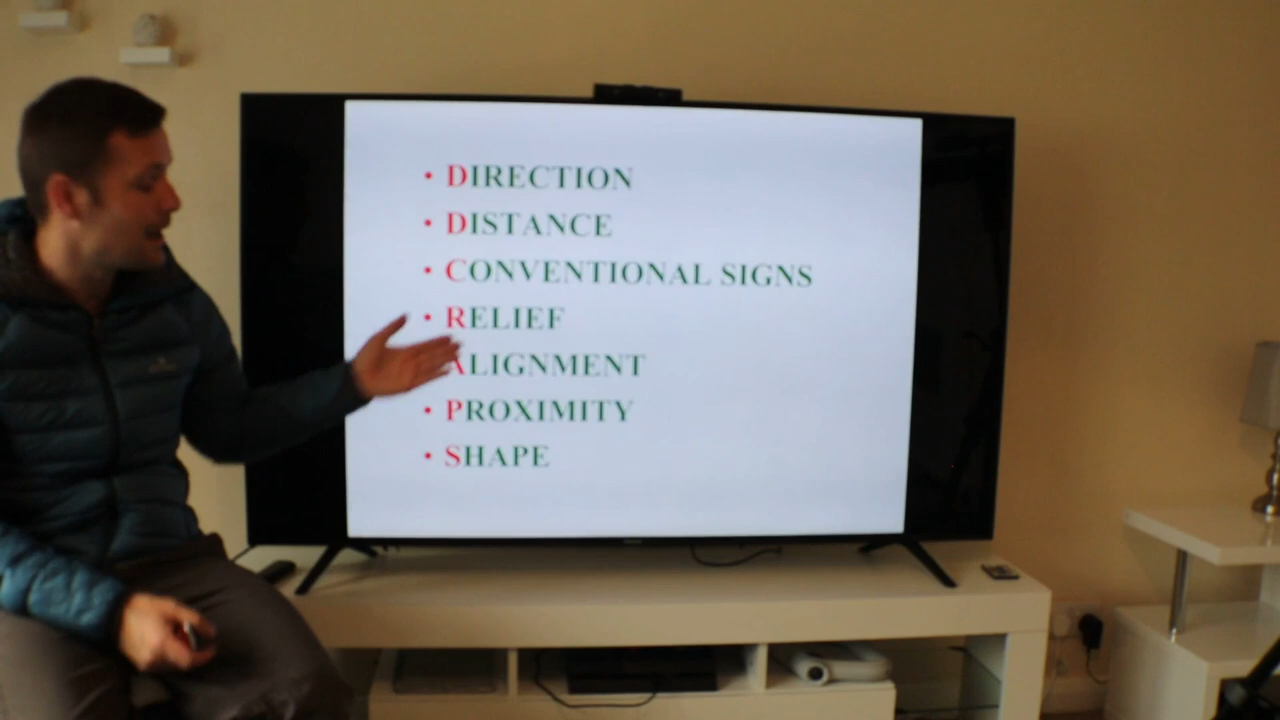 • DIRECTION
• DISTANCE
• CONVENTIONAL SIGNS
• RELIEF
ALIGNMENT
• PROXIMITY
• SHAPE